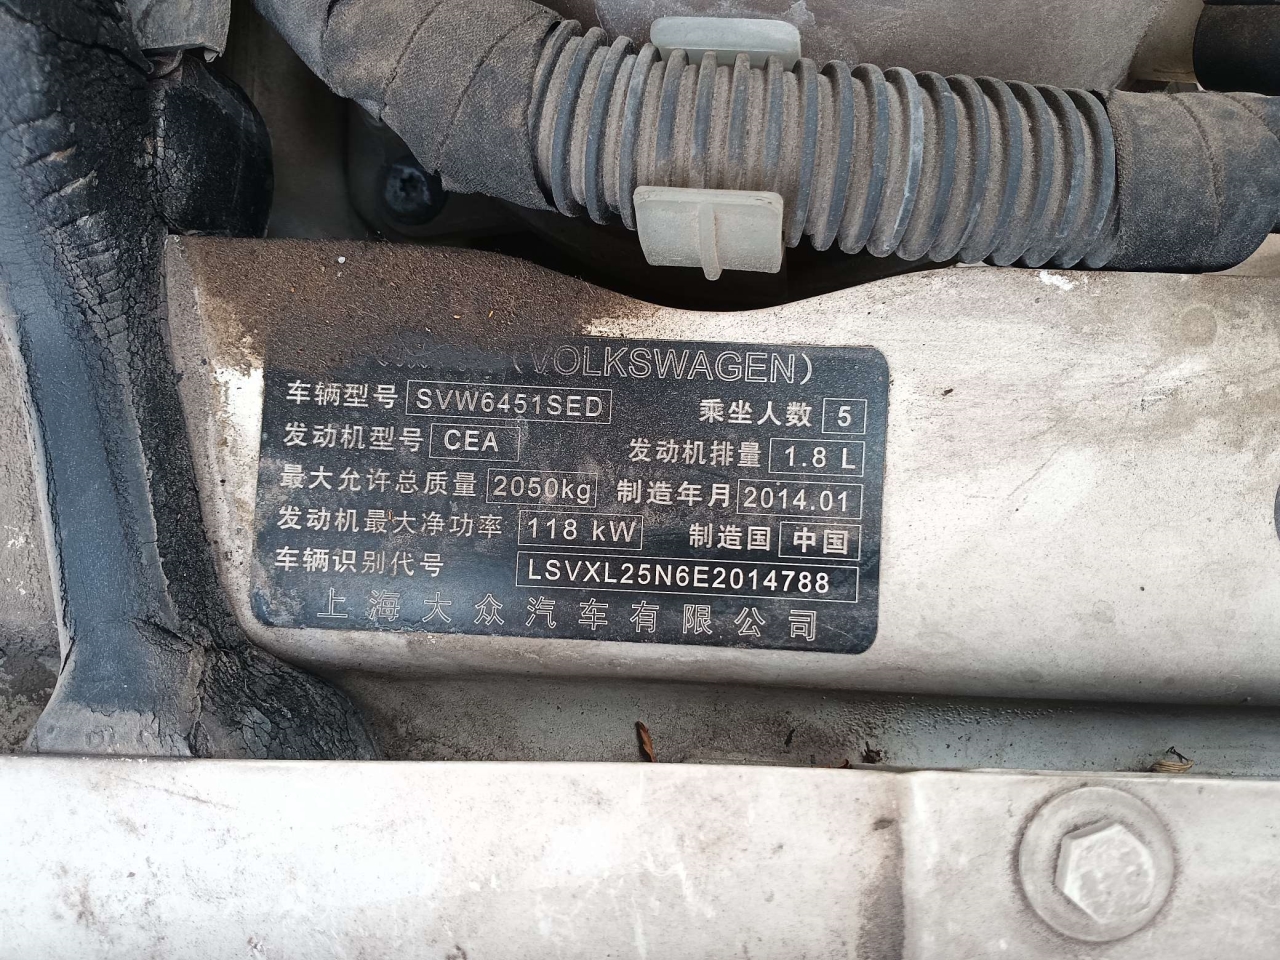 (VOLKSWAGEN)
车辆型号 SVW6451SED 乘坐人数 5
发动机型号 CEA 发动机排量 1.8 L
最大允许总质量 2050kg 制造年月 2014.01
发动机最大净功率 118 kW 制造国 中国
车辆识别代号 LSVXL25N6E2014788
上海大众汽车有限公司